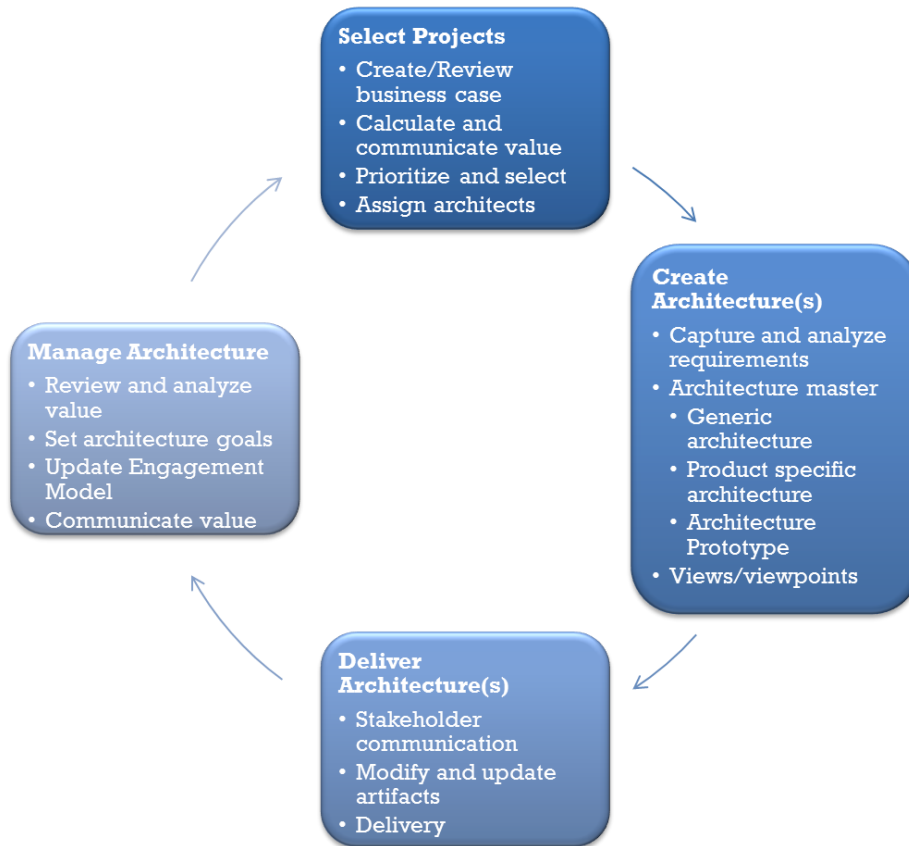 Select Projects
• Create/Review
business case
• Calculate and
communicate value
• Prioritize and select
• Assign architects
Create
Architecture(s)
• Capture and analyze
requirements
• Architecture master
• Generic
architecture
• Product specific
architecture
• Architecture
Prototype
• Views/viewpoints
Deliver
Architecture(s)
• Stakeholder
communication
• Modify and update
artifacts
• Delivery
Manage Architecture
• Review and analyze
value
• Set architecture goals
• Update Engagement
Model
• Communicate value